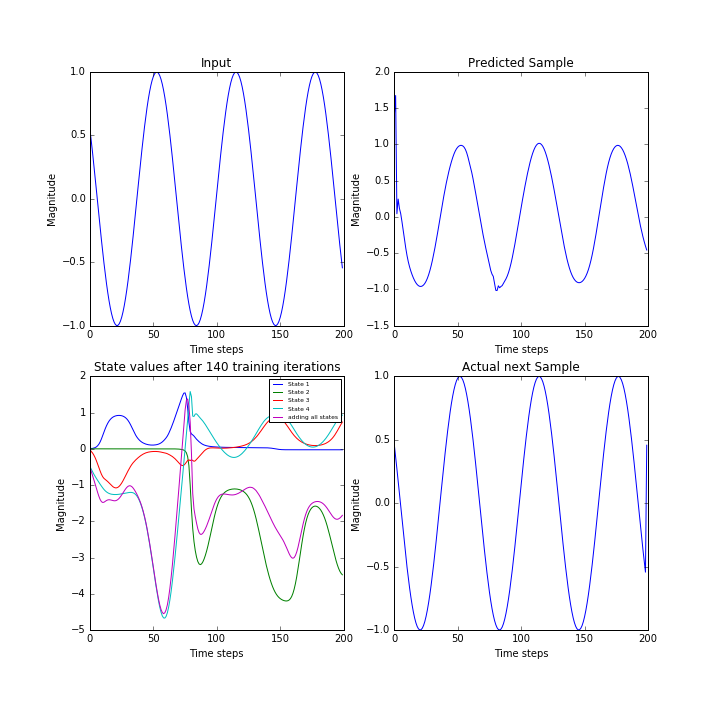 Input
1.0
0.5
0.0
−0.5
−1.0
Magnitude
0 50 100 150 200
Time steps
Predicted Sample
2.0
1.5
1.0
0.5
0.0
−0.5
−1.0
−1.5
Magnitude
0 50 100 150 200
Time steps
State values after 140 training iterations
2
1
0
−1
−2
−3
−4
−5
Magnitude
State 1
State 2
State 3
State 4
adding all states
0 50 100 150 200
Time steps
Actual next Sample
1.0
0.5
0.0
−0.5
−1.0
Magnitude
0 50 100 150 200
Time steps